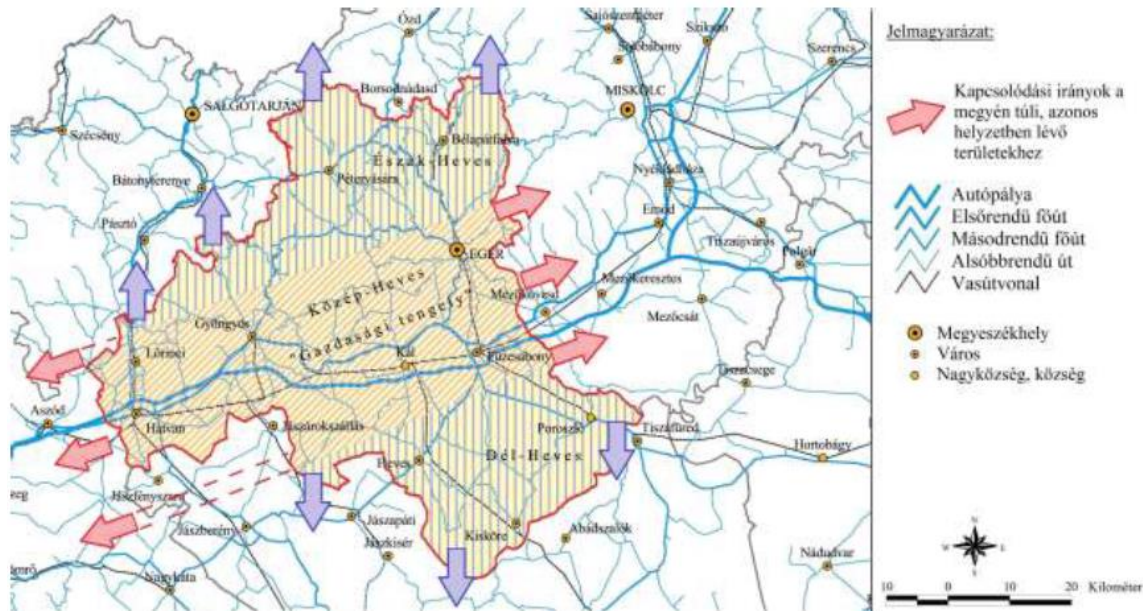 Ózd
Sajószentpéter
Szikszó
Sajóbábony
Szerencs
Borsodnádasd
SALGÓTARJÁN
MISKOLC
Szécsény
Bélapátfalva
Észak-Heves
Pétervására
Bátonyterenye
Nyékládháza
Pásztó
Emőd
Tiszaújváros
Polgár
EGER
Közép-Heves
"Gazdasági tengely"
Mezőkeresztes
Mezőkövesd
Mezőcsát
Gyöngyös
Lőrinci
Kál
Füzesabony
Tiszacsege
Aszód
Hatvan
Jászárokszállás
Poroszló
Tiszafüred
Hortobágy
Heves
Dél-Heves
Jászfényszaru
Jászberény
Jászapáti
Kisköre
Abádszalók
Jászkisér
Nádudvar
Nagykáta
Jelmagyarázat:
Kapcsolódási irányok a
megyén túli, azonos
helyzetben lévő
területekhez
Autópálya
Elsőrendű főút
Másodrendű főút
Alsóbbrendű út
Vasútvonal
Megyeszékhely
Város
Nagyközség, község
N
W E
S
10 0 10 20 Kilométer